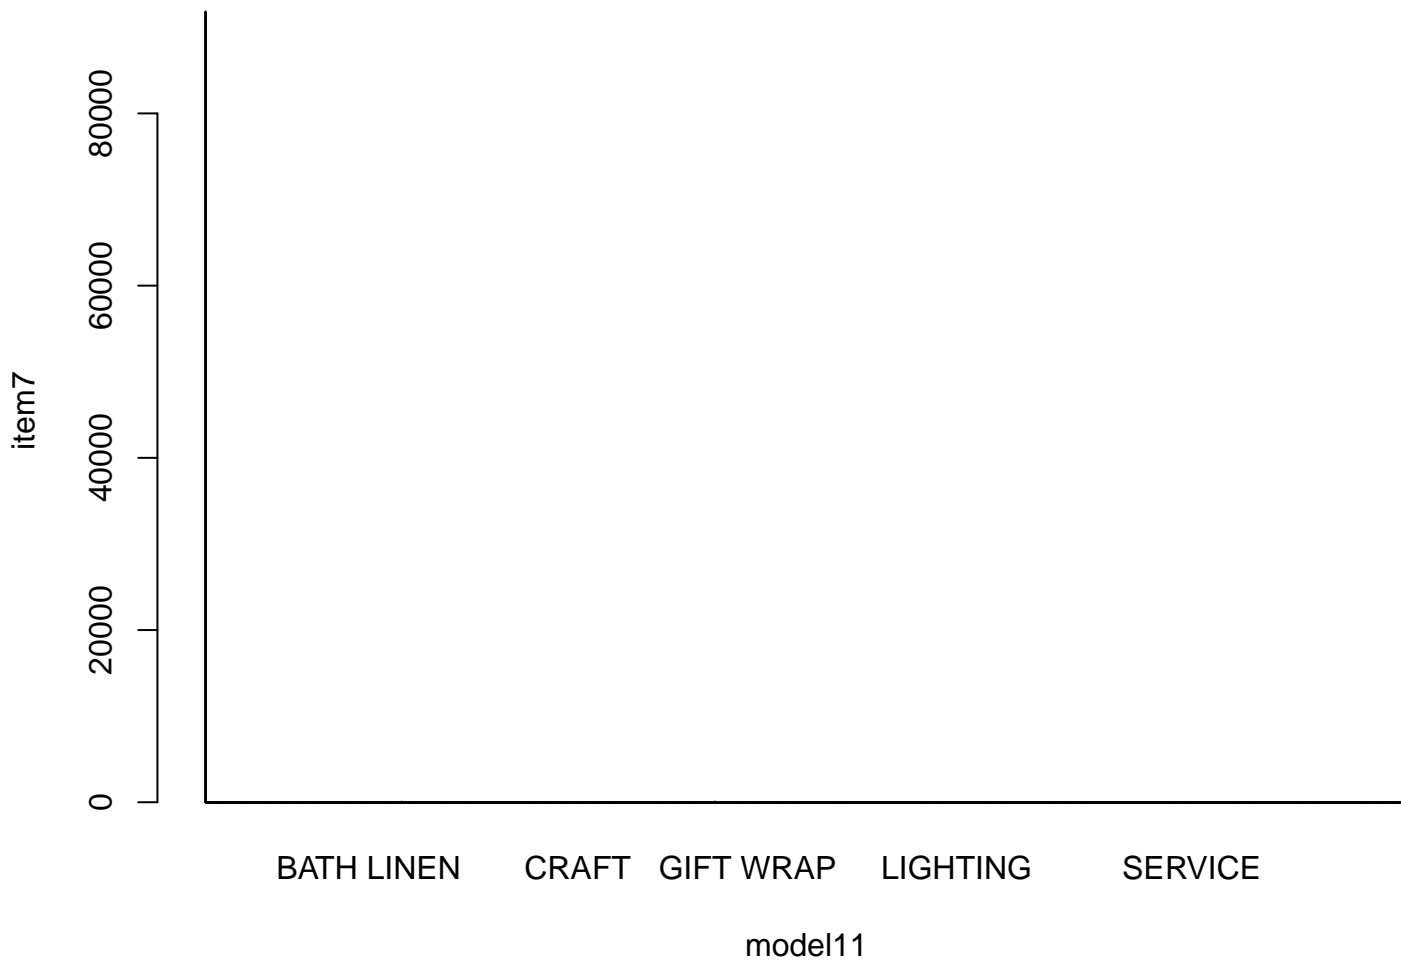 80000
60000
40000
20000
0
item7
BATH LINEN CRAFT GIFT WRAP LIGHTING SERVICE
model11